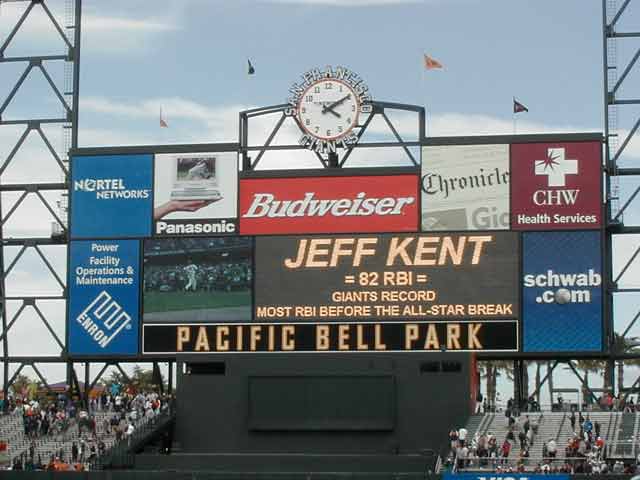 SAN FRANCISCO
GIANTS
NORTEL
NETWORKS
Panasonic
Budweiser
Chronicle
CHW
Health Services
Power
Facility
Operations &
Maintenance
ENRON
JEFF KENT
= 82 RBI =
GIANTS RECORD
MOST RBI BEFORE THE ALL-STAR BREAK
schwab
.com
PACIFIC BELL PARK
VISA